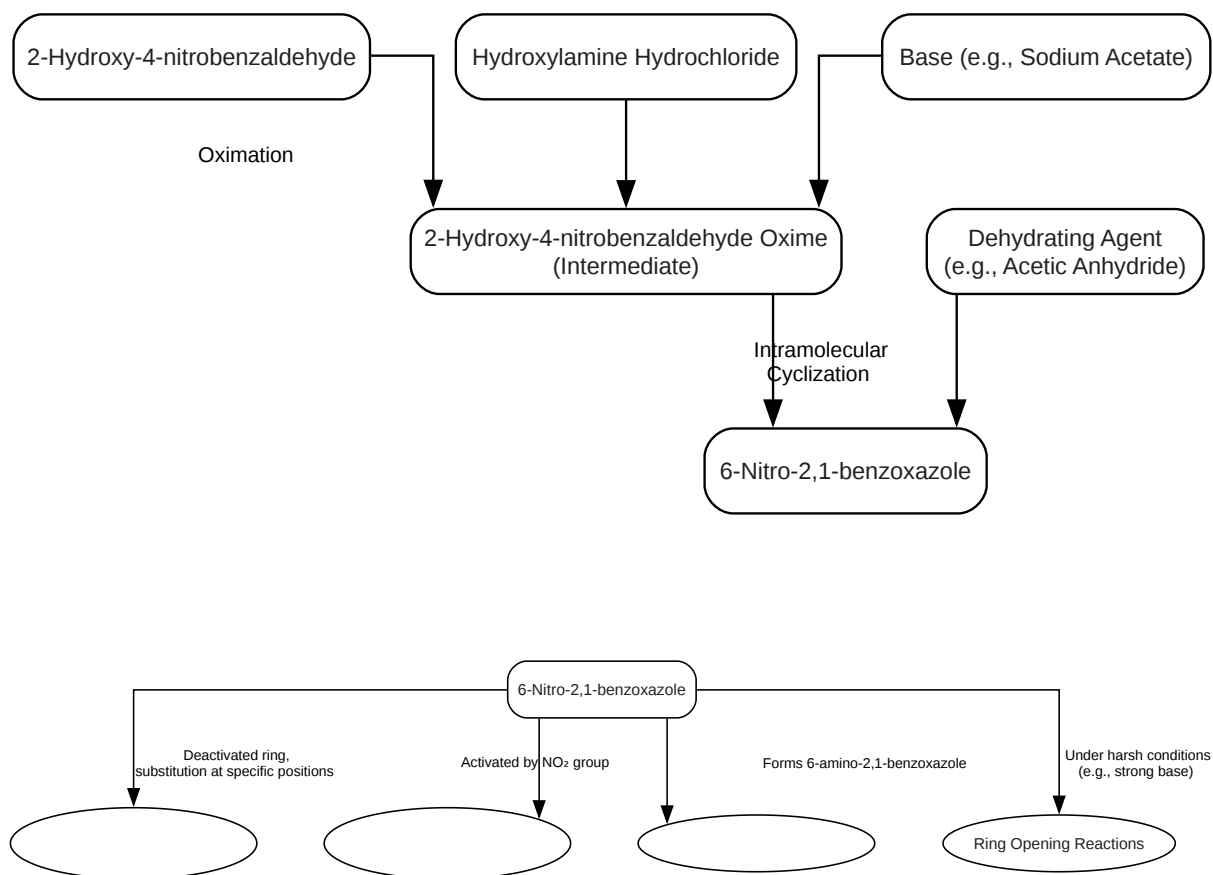 2-Hydroxy-4-nitrobenzaldehyde
Hydroxylamine Hydrochloride
Base (e.g., Sodium Acetate)
Oximation
2-Hydroxy-4-nitrobenzaldehyde Oxime
(Intermediate)
Dehydrating Agent
(e.g., Acetic Anhydride)
Intramolecular
Cyclization
6-Nitro-2,1-benzoxazole
6-Nitro-2,1-benzoxazole
Deactivated ring,
substitution at specific positions
Activated by NO₂ group
Forms 6-amino-2,1-benzoxazole
Under harsh conditions
(e.g., strong base)
Ring Opening Reactions